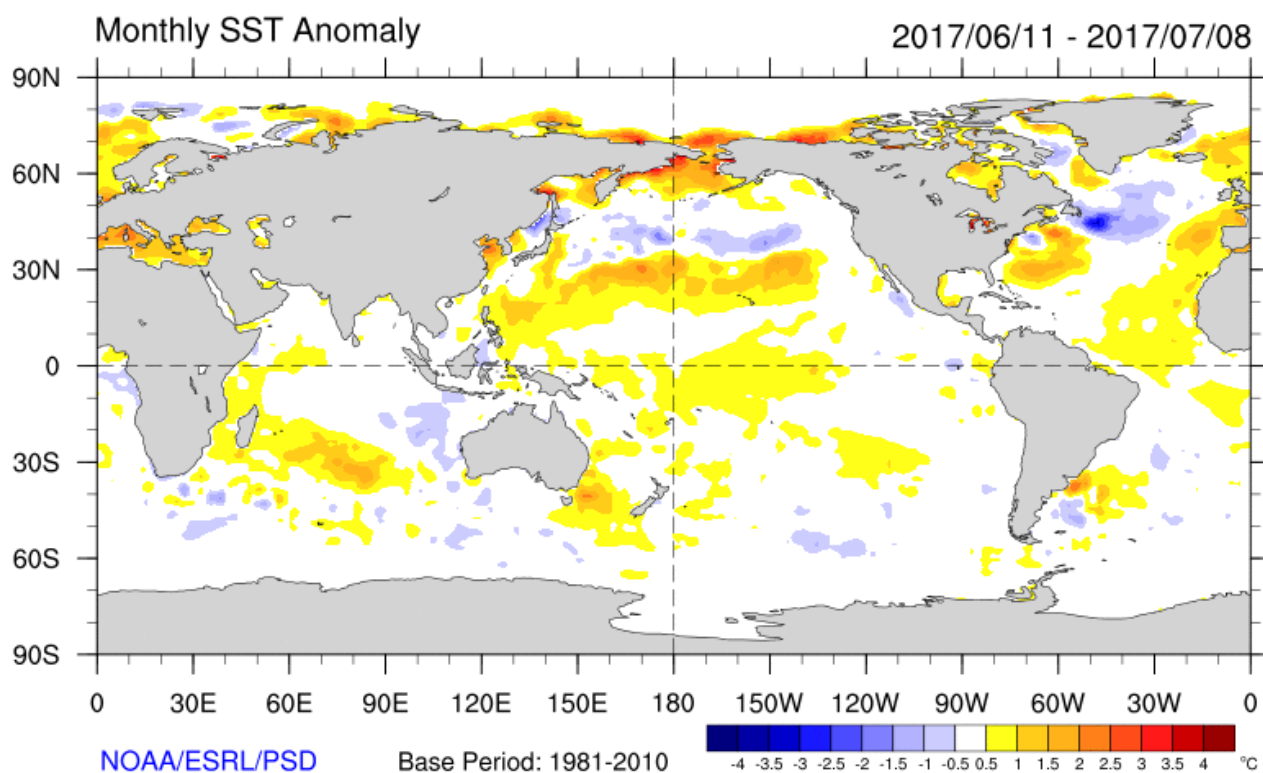 Monthly SST Anomaly 2017/06/11 - 2017/07/08
90N
60N
30N
0
30S
60S
90S
0 30E 60E 90E 120E 150E 180 150W 120W 90W 60W 30W 0
NOAA/ESRL/PSD Base Period: 1981-2010
-4 -3.5 -3 -2.5 -2 -1.5 -1 -0.5 0.5 1 1.5 2 2.5 3 3.5 4 °C